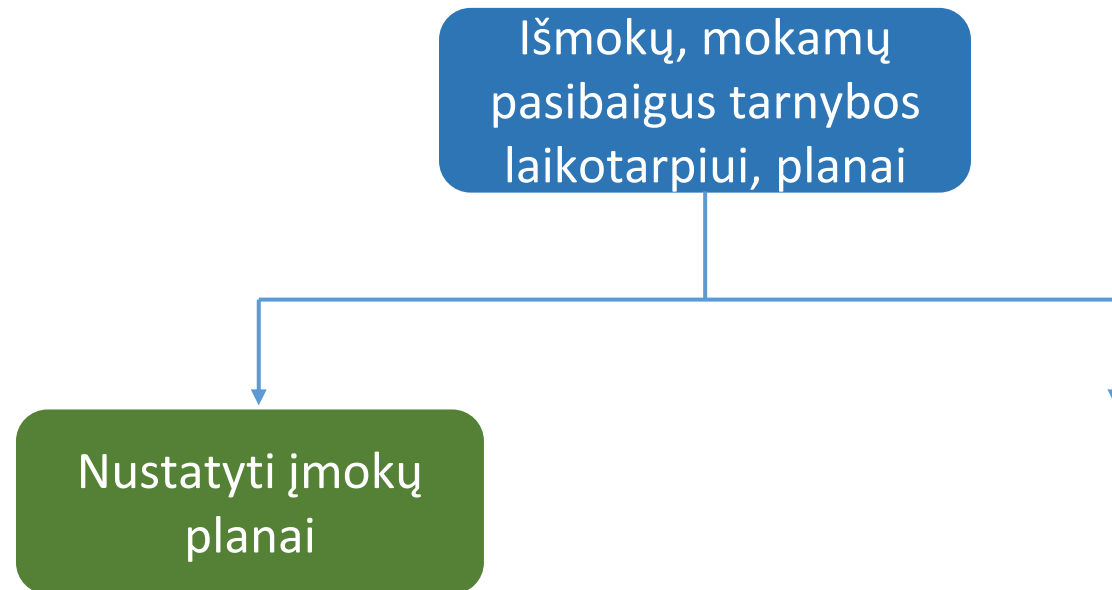 Išmokų, mokamų
pasibaigus tarnybos
laikotarpiui, planai
Nustatyti įmokų
planai